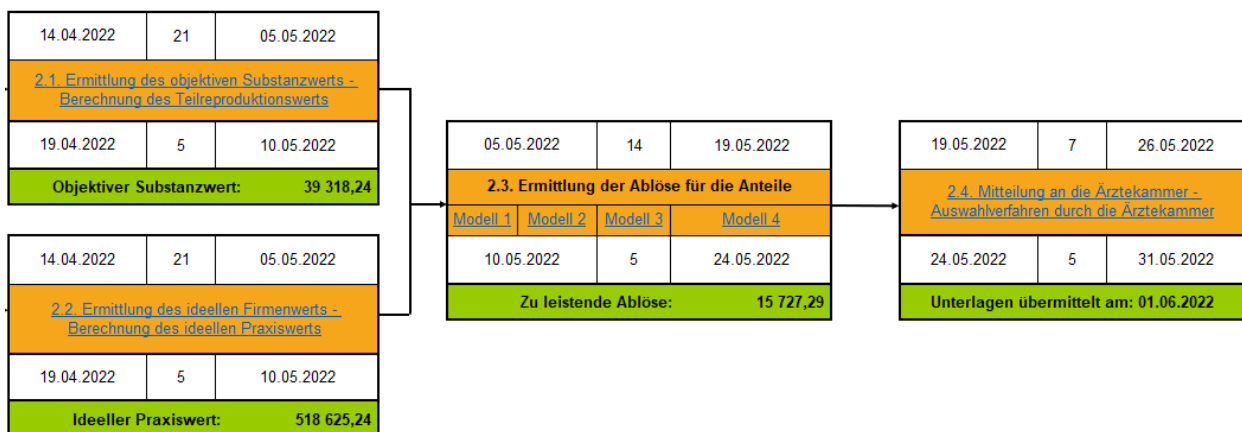 14.04.2022 21 05.05.2022
2.1. Ermittlung des objektiven Substanzwerts -
Berechnung des Teilreproduktionswerts
19.04.2022 5 10.05.2022
Objektiver Substanzwert: 39 318,24
14.04.2022 21 05.05.2022
2.2. Ermittlung des ideellen Firmenwerts -
Berechnung des ideellen Praxiswerts
19.04.2022 5 10.05.2022
Ideeller Praxiswert: 518 625,24
05.05.2022 14 19.05.2022
2.3. Ermittlung der Ablöse für die Anteile
Modell 1 Modell 2 Modell 3 Modell 4
10.05.2022 5 24.05.2022
Zu leistende Ablöse: 15 727,29
19.05.2022 7 26.05.2022
2.4. Mitteilung an die Ärztekammer -
Auswahlverfahren durch die Ärztekammer
24.05.2022 5 31.05.2022
Unterlagen übermittelt am: 01.06.2022